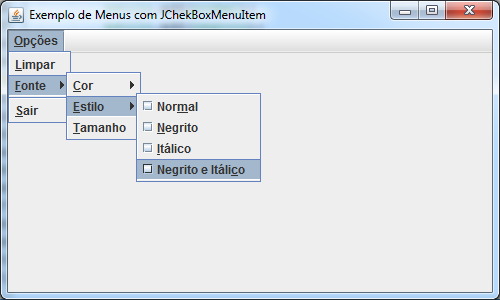 Exemplo de Menus com JChekBoxMenuItem
Opções
Limpar
Fonte
Sair
Cor
Estilo
Tamanho
Normal
Negrito
Itálico
Negrito e Itálico